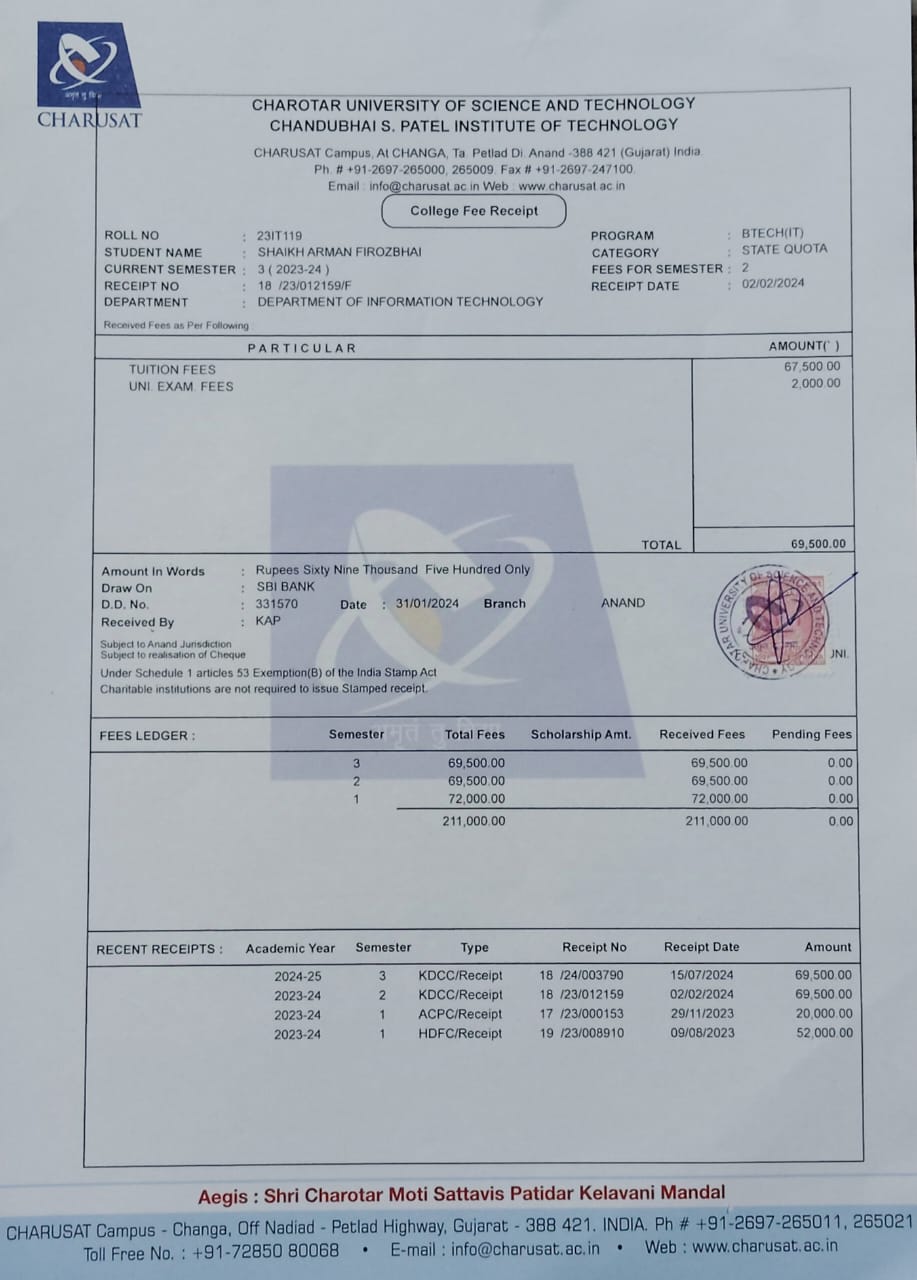 अमृतं तु विद्या
CHARUSAT
CHAROTAR UNIVERSITY OF SCIENCE AND TECHNOLOGY
CHANDUBHAI S. PATEL INSTITUTE OF TECHNOLOGY
CHARUSAT Campus, At CHANGA, Ta. Petlad Di. Anand -388 421 (Gujarat) India.
Ph. # +91-2697-265000, 265009. Fax # +91-2697-247100.
Email : info@charusat.ac.in Web : www.charusat.ac.in
College Fee Receipt
ROLL NO : 23IT119 PROGRAM : BTECH(IT)
STUDENT NAME : SHAIKH ARMAN FIROZBHAI CATEGORY : STATE QUOTA
CURRENT SEMESTER : 3 ( 2023-24 ) FEES FOR SEMESTER : 2
RECEIPT NO : 18 /23/012159/F RECEIPT DATE : 02/02/2024
DEPARTMENT : DEPARTMENT OF INFORMATION TECHNOLOGY
Received Fees as Per Following
PARTICULAR AMOUNT(` )
TUITION FEES 67,500.00
UNI. EXAM. FEES 2,000.00
TOTAL 69,500.00
Amount In Words : Rupees Sixty Nine Thousand Five Hundred Only
Draw On : SBI BANK
D.D. No. : 331570 Date : 31/01/2024 Branch ANAND
Received By : KAP
CHAROTAR UNIVERSITY OF SCIENCE AND TECHNOLOGY
UNI.
Subject to Anand Jurisdiction
Subject to realisation of Cheque
Under Schedule 1 articles 53 Exemption(B) of the India Stamp Act
Charitable institutions are not required to issue Stamped receipt.
अमृतं तु विद्या
FEES LEDGER : Semester Total Fees Scholarship Amt. Received Fees Pending Fees
3 69,500.00 69,500.00 0.00
2 69,500.00 69,500.00 0.00
1 72,000.00 72,000.00 0.00
211,000.00 211,000.00 0.00
RECENT RECEIPTS : Academic Year Semester Type Receipt No Receipt Date Amount
2024-25 3 KDCC/Receipt 18 /24/003790 15/07/2024 69,500.00
2023-24 2 KDCC/Receipt 18 /23/012159 02/02/2024 69,500.00
2023-24 1 ACPC/Receipt 17 /23/000153 29/11/2023 20,000.00
2023-24 1 HDFC/Receipt 19 /23/008910 09/08/2023 52,000.00
Aegis : Shri Charotar Moti Sattavis Patidar Kelavani Mandal
CHARUSAT Campus - Changa, Off Nadiad - Petlad Highway, Gujarat - 388 421. INDIA. Ph # +91-2697-265011, 265021
Toll Free No. : +91-72850 80068 • E-mail : info@charusat.ac.in • Web : www.charusat.ac.in